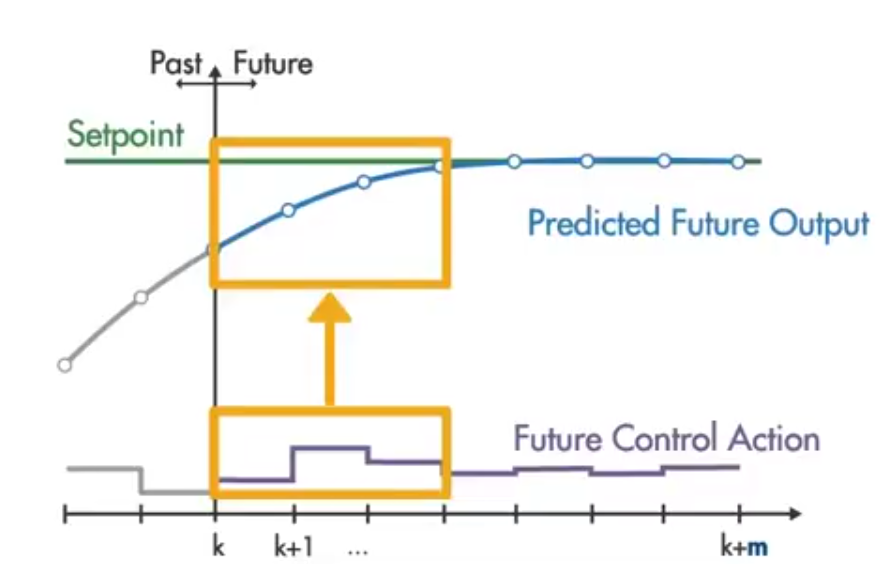 Past Future
Setpoint
Predicted Future Output
Future Control Action
k k+1 ... k+m